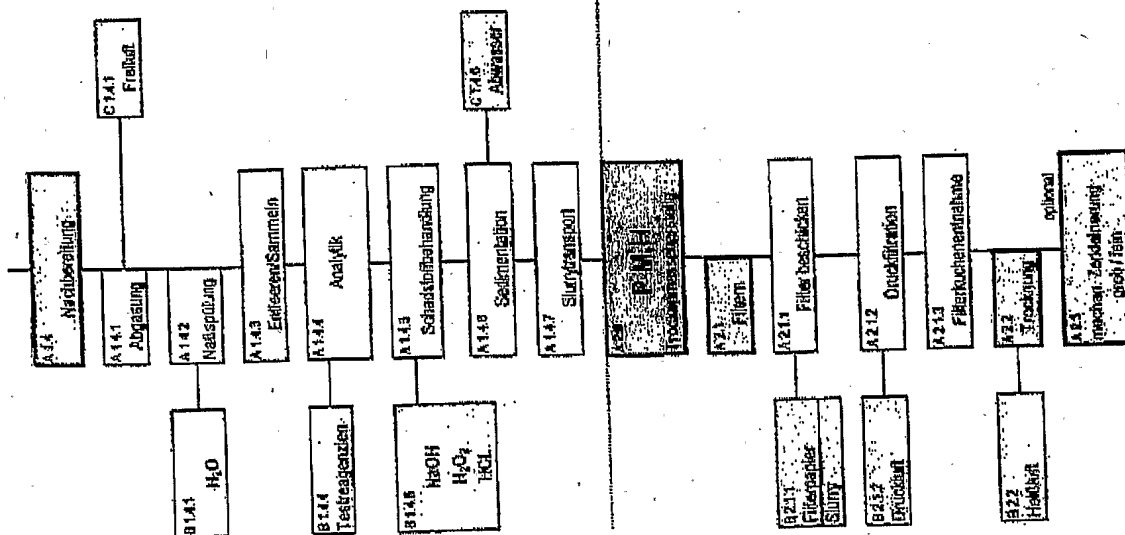 A 1.4
Nachbereitung
C 1.4.1
Freiluft
A 1.4.1
Abgasung
B 1.4.1
H₂O
A 1.4.2
Nasspülung
A 1.4.3
Entleeren/Sammeln
B 1.4.4
Testreagenzien
A 1.4.4
Analytik
B 1.4.5
NaOH
H₂O₂
HCL
A 1.4.5
Schadstoffbehandlung
A 1.4.6
Sedimentation
C 1.4.6
Abwasser
A 1.4.7
Slurrytransport
A 2.1
Filtern
B 2.1.1
Filterpapier
Slurry
A 2.1.1
Filter beschicken
B 2.1.2
Druckluft
A 2.1.2
Druckfiltration
A 2.1.3
Filterkuchenentnahme
B 2.2
Heißluft
A 2.2
Trocknung
optional
A 2.3
mechan. Zerkleinerung
grob / fein